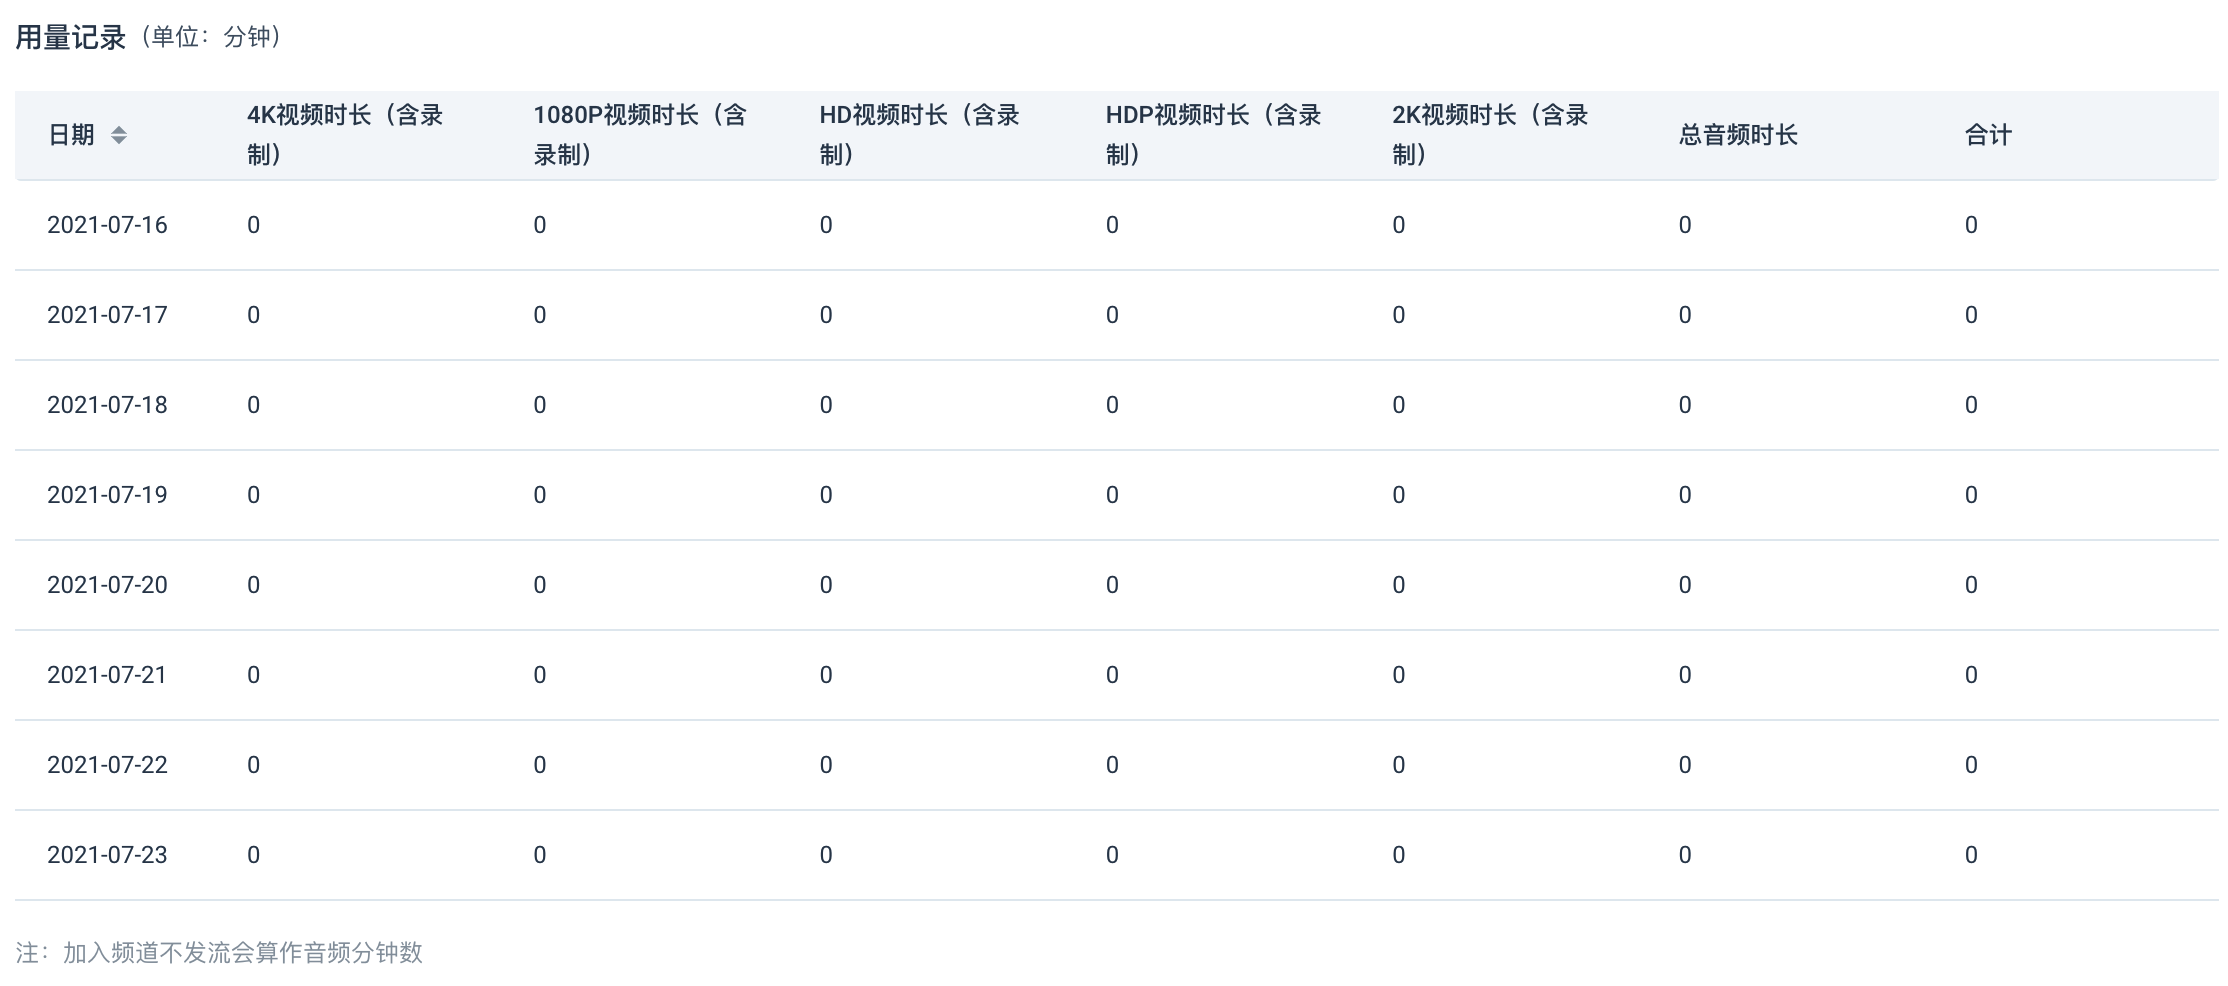 用量记录（单位：分钟）
日期 4K视频时长（含录制） 1080P视频时长（含录制） HD视频时长（含录制） HDP视频时长（含录制） 2K视频时长（含录制） 总音频时长 合计
2021-07-16 0 0 0 0 0 0 0
2021-07-17 0 0 0 0 0 0 0
2021-07-18 0 0 0 0 0 0 0
2021-07-19 0 0 0 0 0 0 0
2021-07-20 0 0 0 0 0 0 0
2021-07-21 0 0 0 0 0 0 0
2021-07-22 0 0 0 0 0 0 0
2021-07-23 0 0 0 0 0 0 0
注：加入频道不发流会算作音频分钟数